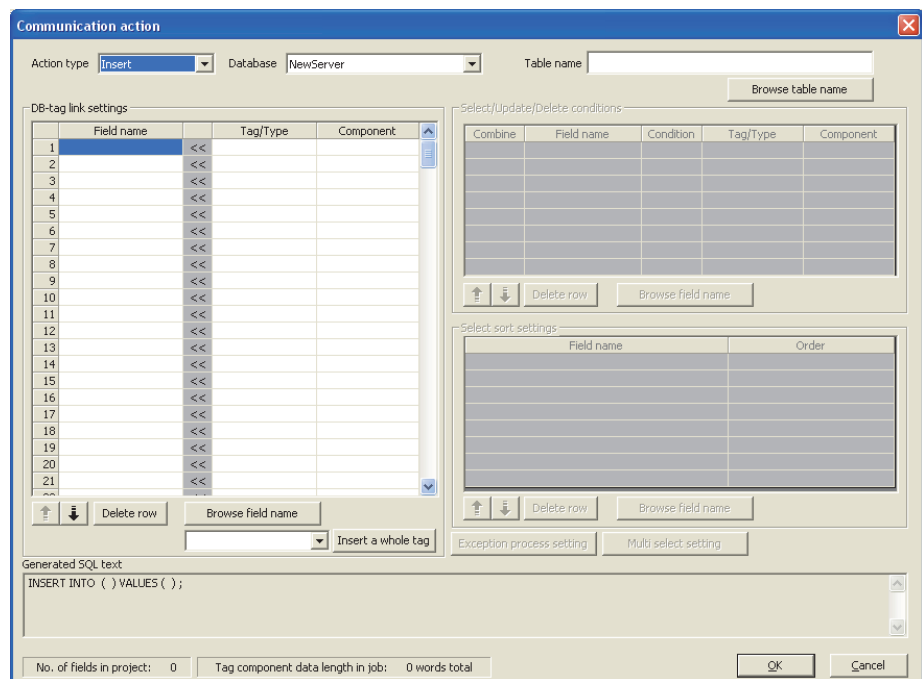 Communication action
Action type Insert Database NewServer Table name
Browse table name
DB-tag link settings
Field name Tag/Type Component
1 <<
2 <<
3 <<
4 <<
5 <<
6 <<
7 <<
8 <<
9 <<
10 <<
11 <<
12 <<
13 <<
14 <<
15 <<
16 <<
17 <<
18 <<
19 <<
20 <<
21 <<
Delete row Browse field name
Insert a whole tag
Select/Update/Delete conditions
Combine Field name Condition Tag/Type Component
Delete row Browse field name
Select sort settings
Field name Order
Delete row Browse field name
Exception process setting Multi select setting
Generated SQL text
INSERT INTO ( ) VALUES ( );
No. of fields in project: 0 Tag component data length in job: 0 words total
OK Cancel